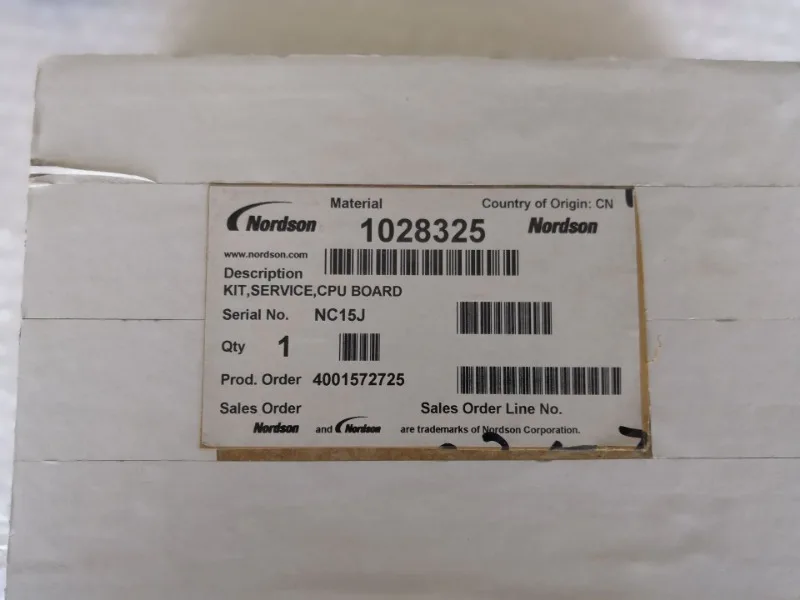 Material
Country of Origin: CN
Nordson
1028325
Nordson
www.nordson.com
Description
KIT,SERVICE,CPU BOARD
Serial No. NC15J
Qty 1
Prod. Order 4001572725
Sales Order
Sales Order Line No.
Nordson and Nordson are trademarks of Nordson Corporation.